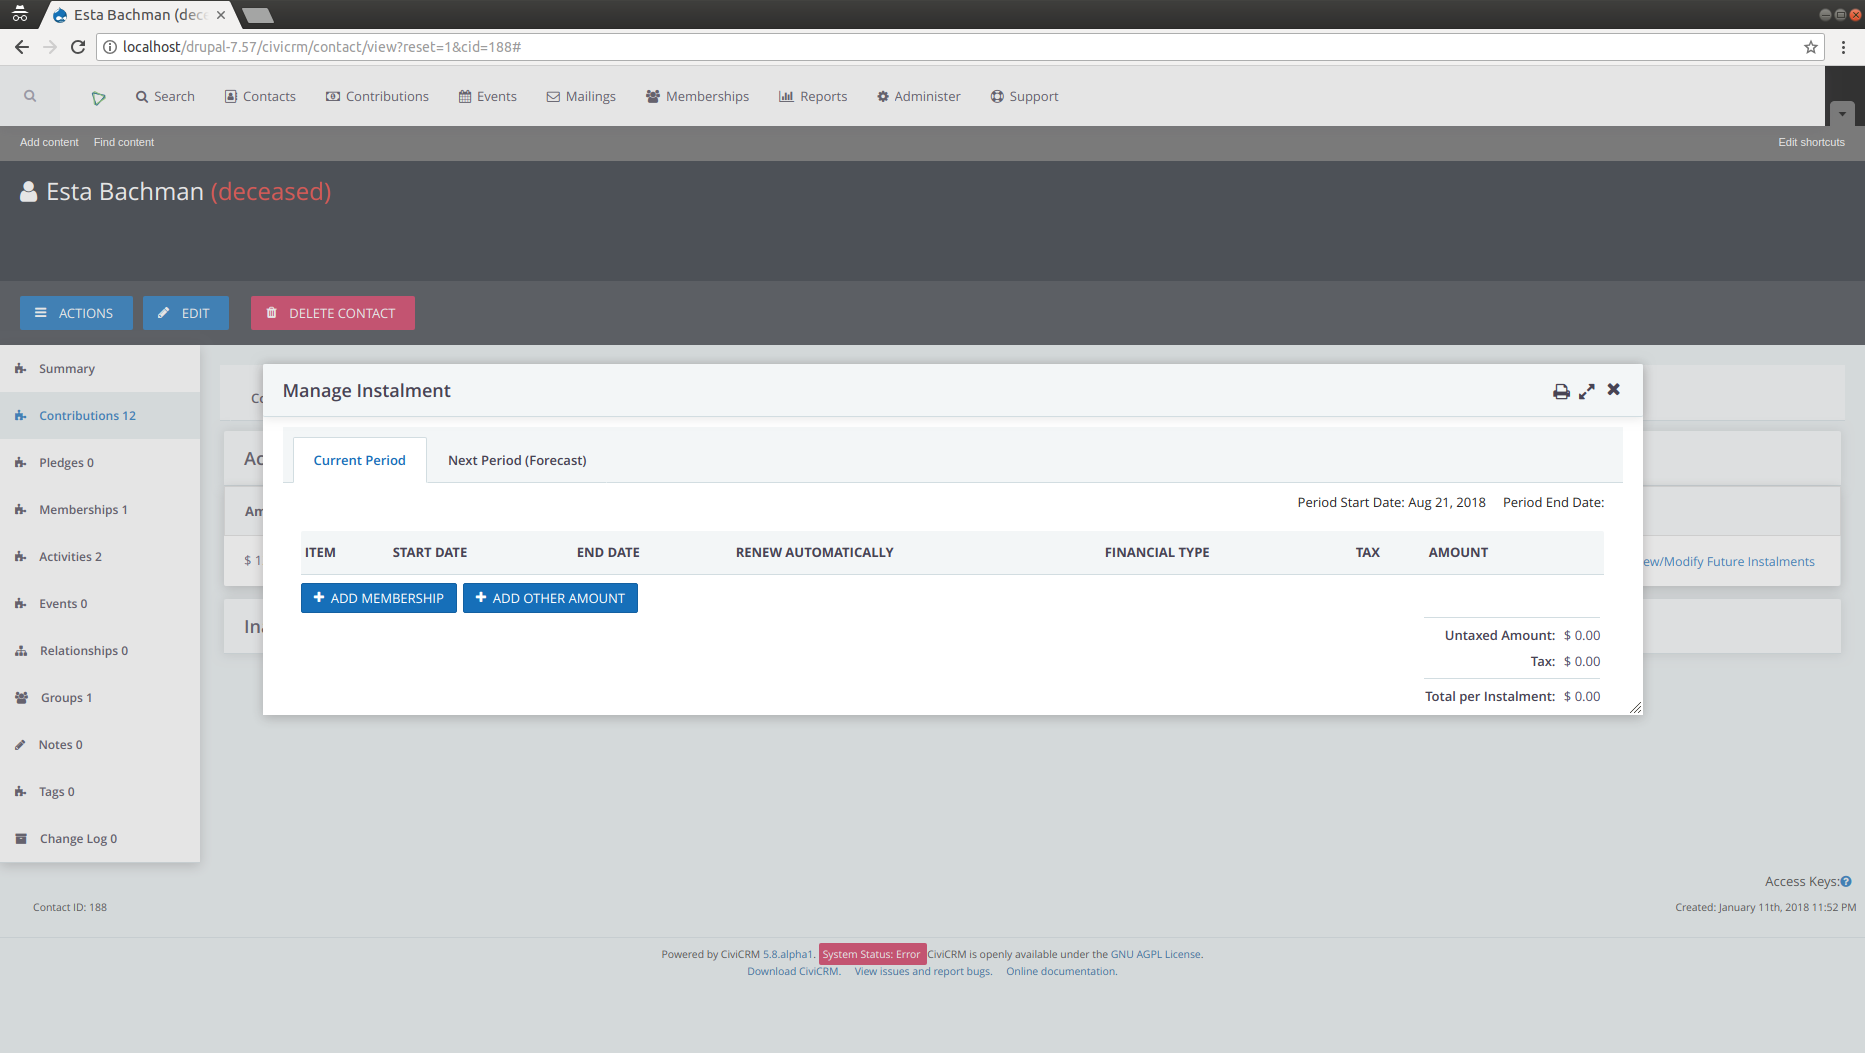 Esta Bachman (dece
localhost/drupal-7.57/civicrm/contact/view?reset=1&cid=188#
Search Contacts Contributions Events Mailings Memberships Reports Administer Support
Add content Find content Edit shortcuts
Esta Bachman (deceased)
ACTIONS EDIT DELETE CONTACT
Summary
Contributions 12
Pledges 0
Memberships 1
Activities 2
Events 0
Relationships 0
Groups 1
Notes 0
Tags 0
Change Log 0
Co
Ac
Am
$ 1
ew/Modify Future Instalments
Ina
Manage Instalment
Current Period Next Period (Forecast)
Period Start Date: Aug 21, 2018 Period End Date:
ITEM START DATE END DATE RENEW AUTOMATICALLY FINANCIAL TYPE TAX AMOUNT
ADD MEMBERSHIP ADD OTHER AMOUNT
Untaxed Amount: $ 0.00
Tax: $ 0.00
Total per Instalment: $ 0.00
Access Keys:
Contact ID: 188 Created: January 11th, 2018 11:52 PM
Powered by CiviCRM 5.8.alpha1. System Status: Error CiviCRM is openly available under the GNU AGPL License.
Download CiviCRM. View issues and report bugs. Online documentation.